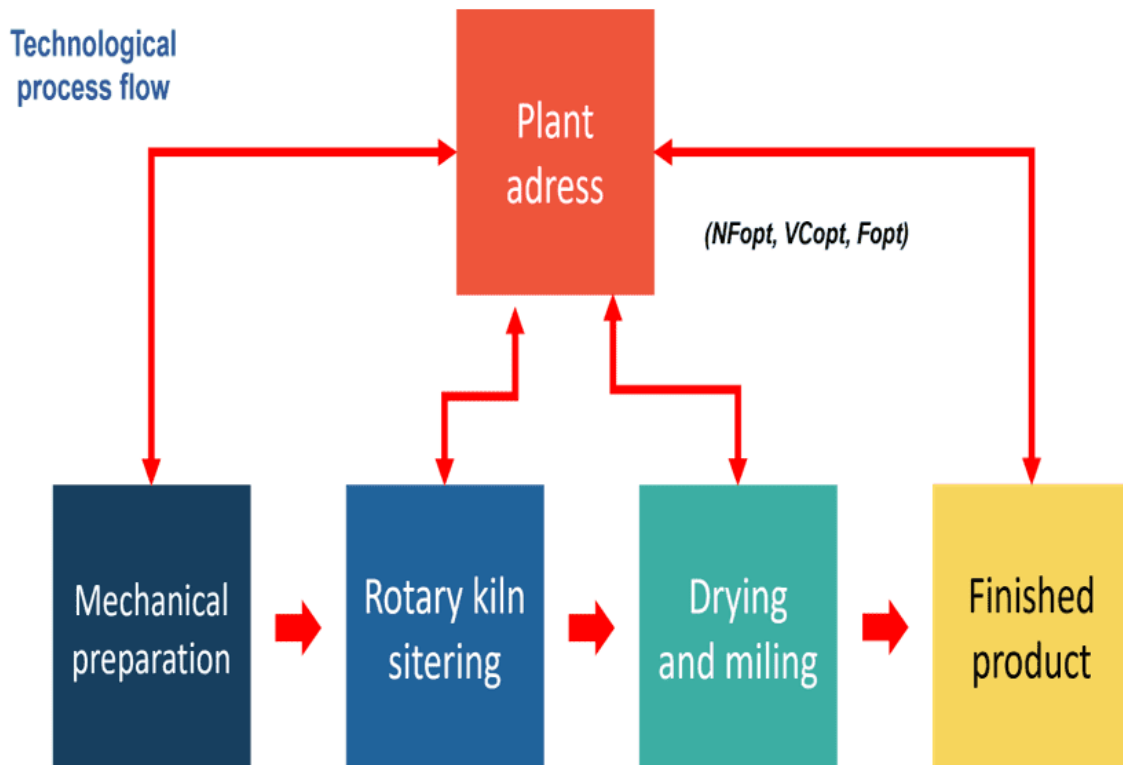 Technological
process flow
Plant
adress
(NFopt, VCopt, Fopt)
Mechanical
preparation
Rotary kiln
sitering
Drying
and miling
Finished
product